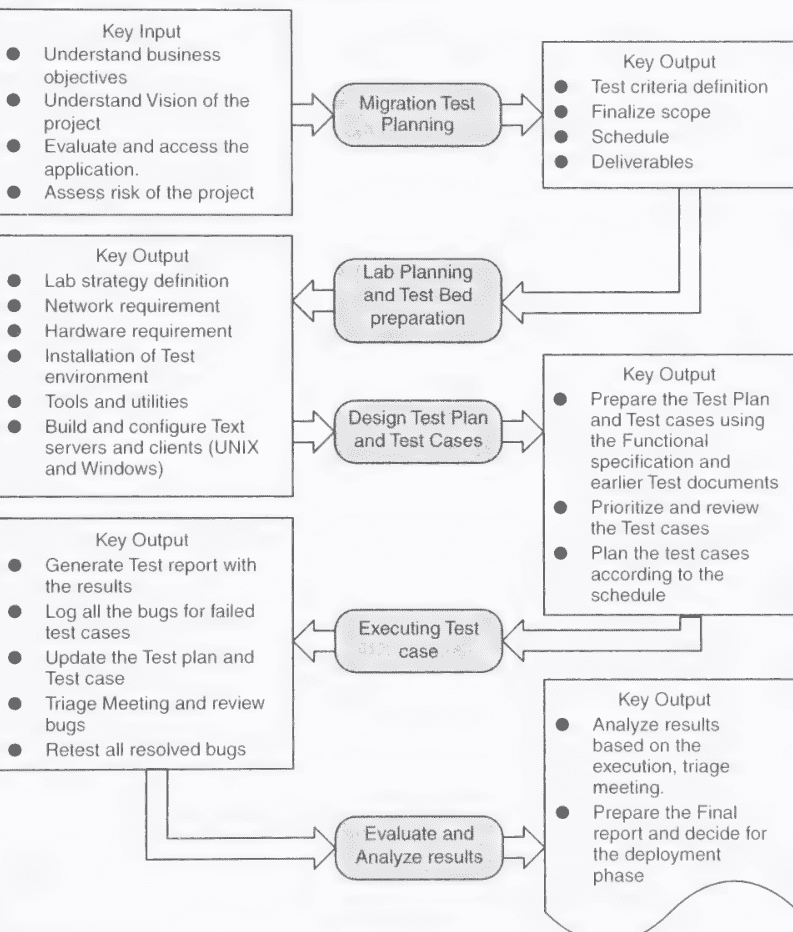 Key Input
● Understand business
objectives
● Understand Vision of the
project
● Evaluate and access the
application.
● Assess risk of the project
Migration Test
Planning
Key Output
● Test criteria definition
● Finalize scope
● Schedule
● Deliverables
Lab Planning
and Test Bed
preparation
Key Output
● Lab strategy definition
● Network requirement
● Hardware requirement
● Installation of Test
environment
● Tools and utilities
● Build and configure Text
servers and clients (UNIX
and Windows)
Design Test Plan
and Test Cases
Key Output
● Prepare the Test Plan
and Test cases using
the Functional
specification and
earlier Test documents
● Prioritize and review
the Test cases
● Plan the test cases
according to the
schedule
Executing Test
case
Key Output
● Generate Test report with
the results
● Log all the bugs for failed
test cases
● Update the Test plan and
Test case
● Triage Meeting and review
bugs
● Retest all resolved bugs
Evaluate and
Analyze results
Key Output
● Analyze results
based on the
execution, triage
meeting.
● Prepare the Final
report and decide for
the deployment
phase